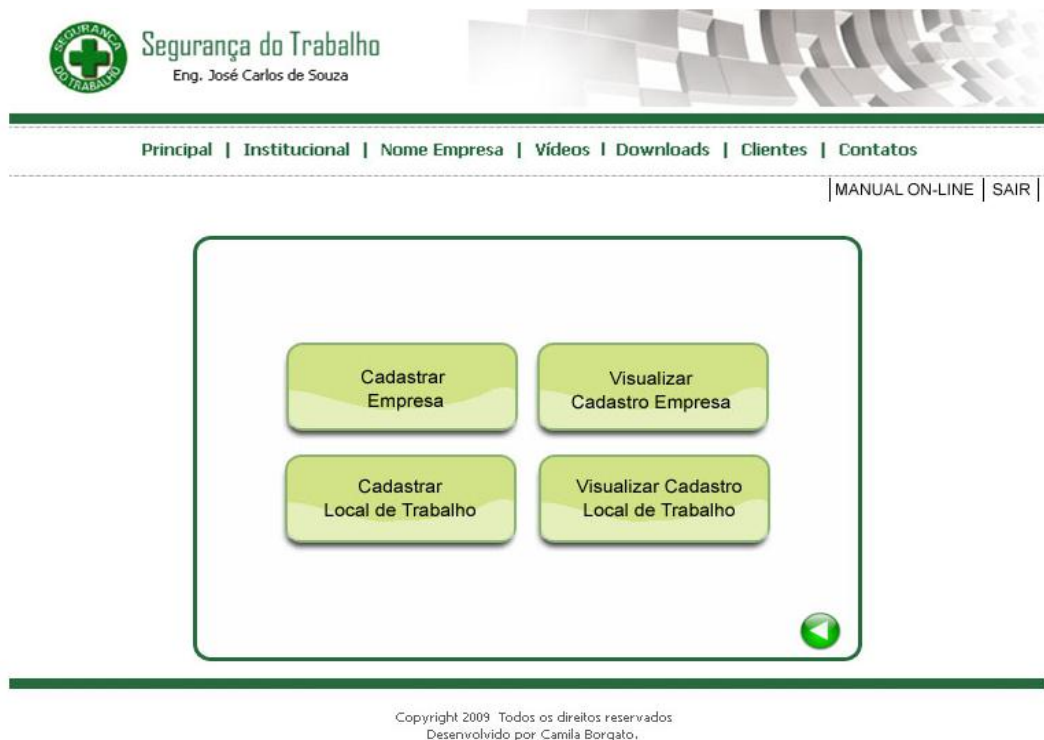 SEGURANÇA
DO TRABALHO
Segurança do Trabalho
Eng. José Carlos de Souza
Principal | Institucional | Nome Empresa | Vídeos | Downloads | Clientes | Contatos
MANUAL ON-LINE | SAIR |
Cadastrar
Empresa
Visualizar
Cadastro Empresa
Cadastrar
Local de Trabalho
Visualizar Cadastro
Local de Trabalho
Copyright 2009 Todos os direitos reservados
Desenvolvido por Camila Borgato.